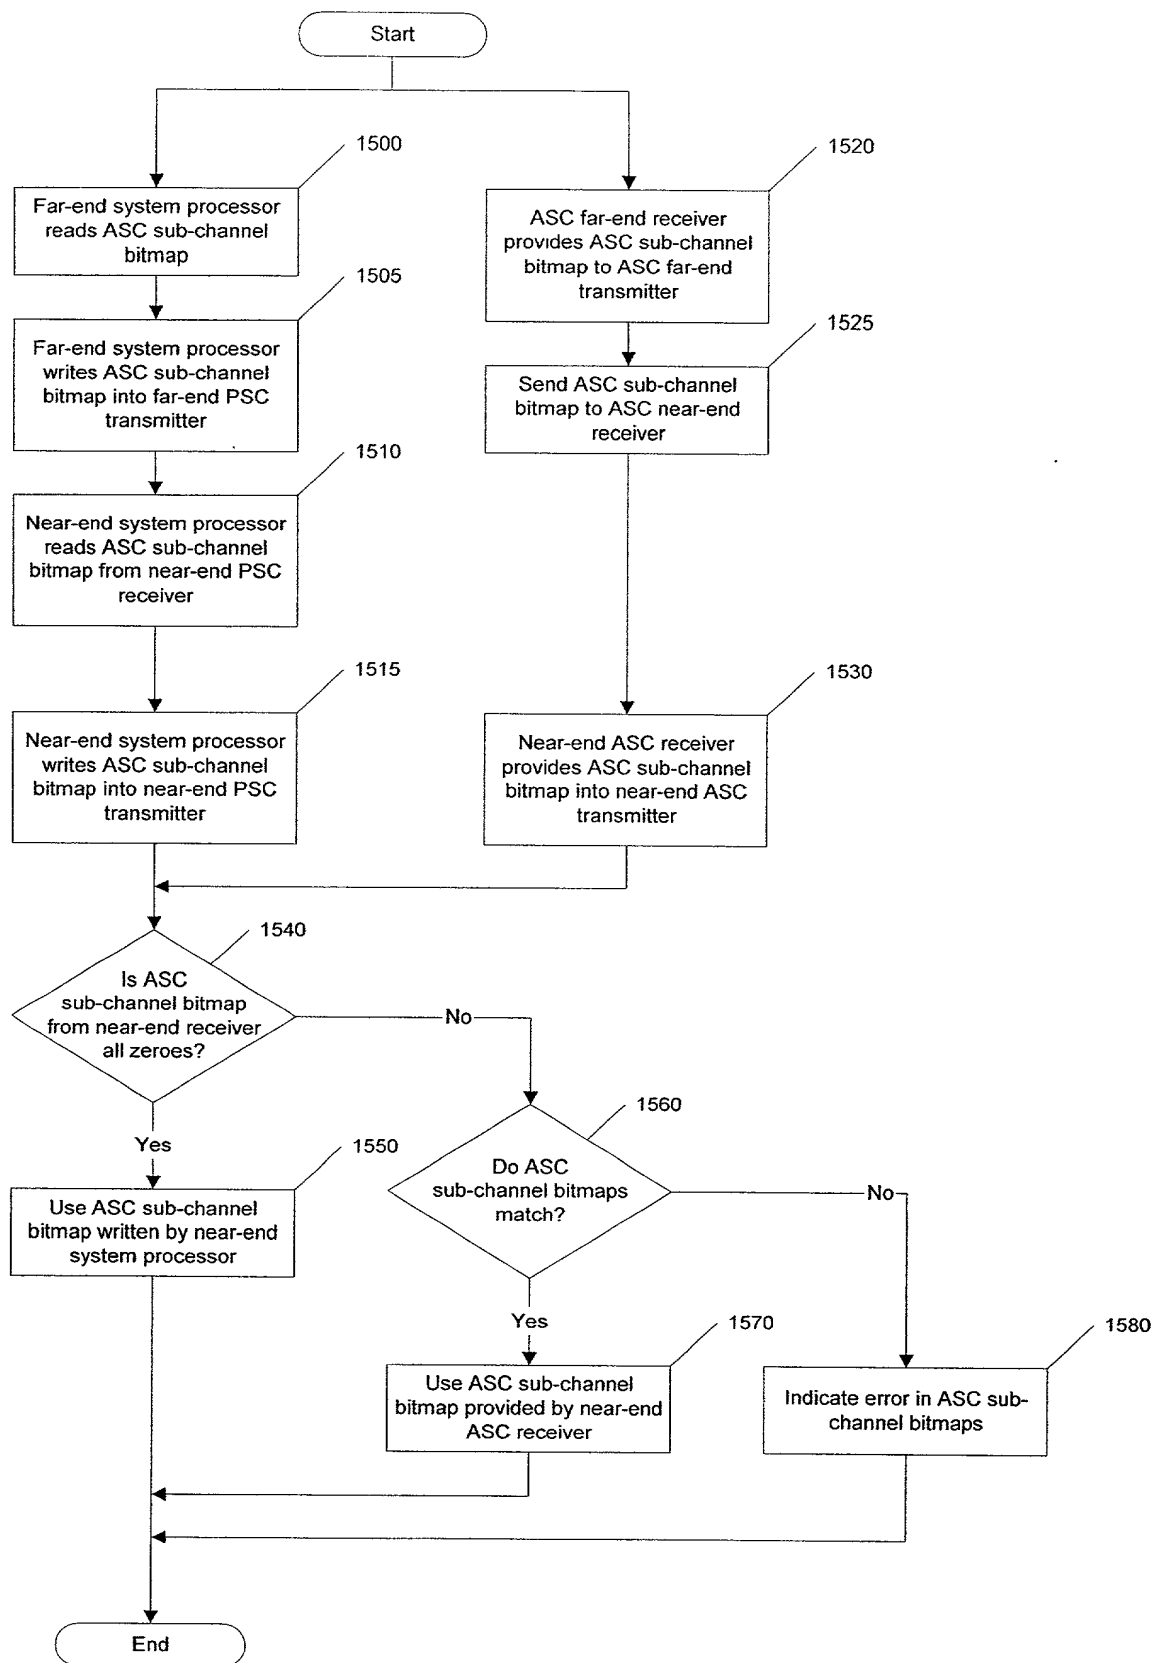 Start
1500
Far-end system processor
reads ASC sub-channel
bitmap
1505
Far-end system processor
writes ASC sub-channel
bitmap into far-end PSC
transmitter
1510
Near-end system processor
reads ASC sub-channel
bitmap from near-end PSC
receiver
1515
Near-end system processor
writes ASC sub-channel
bitmap into near-end PSC
transmitter
1520
ASC far-end receiver
provides ASC sub-channel
bitmap to ASC far-end
transmitter
1525
Send ASC sub-channel
bitmap to ASC near-end
receiver
1530
Near-end ASC receiver
provides ASC sub-channel
bitmap into near-end ASC
transmitter
1540
Is ASC
sub-channel bitmap
from near-end receiver
all zeroes?
No
Yes
1550
Use ASC sub-channel
bitmap written by near-end
system processor
1560
Do ASC
sub-channel bitmaps
match?
No
Yes
1570
Use ASC sub-channel
bitmap provided by near-end
ASC receiver
1580
Indicate error in ASC sub-
channel bitmaps
End